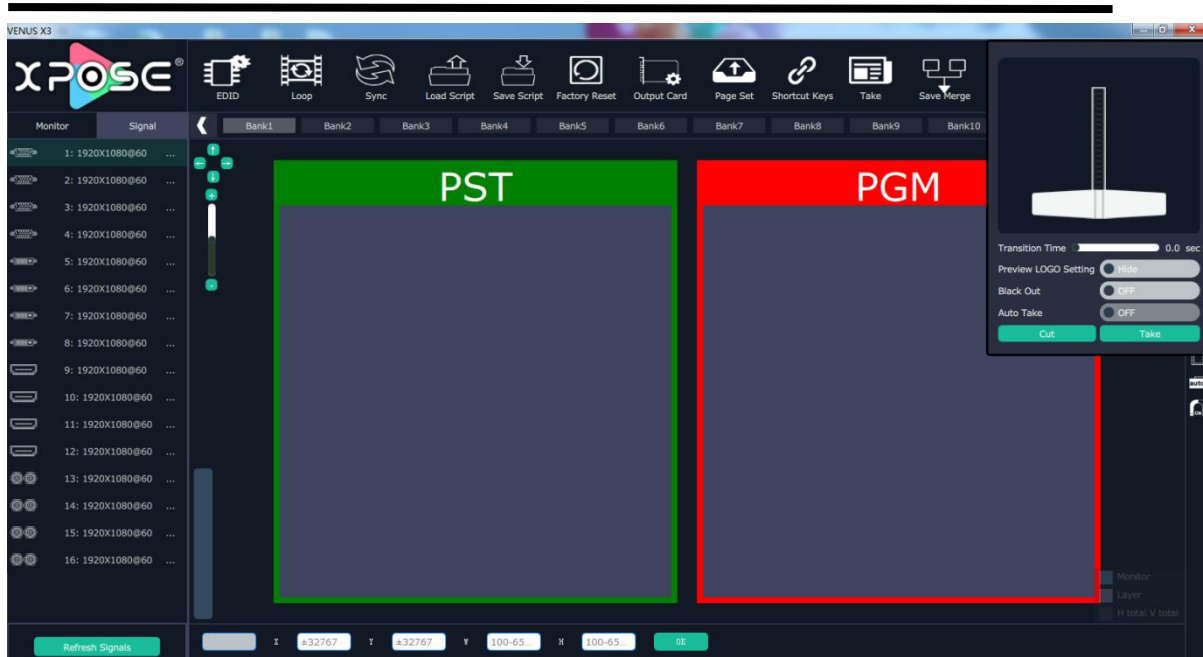 VENUS X3
XPOSE®
EDID
Loop
Sync
Load Script
Save Script
Factory Reset
Output Card
Page Set
Shortcut Keys
Take
Save Merge
Monitor
Signal
Bank1
Bank2
Bank3
Bank4
Bank5
Bank6
Bank7
Bank8
Bank9
Bank10
1: 1920X1080@60 ...
2: 1920X1080@60 ...
3: 1920X1080@60 ...
4: 1920X1080@60 ...
5: 1920X1080@60 ...
6: 1920X1080@60 ...
7: 1920X1080@60 ...
8: 1920X1080@60 ...
9: 1920X1080@60 ...
10: 1920X1080@60 ...
11: 1920X1080@60 ...
12: 1920X1080@60 ...
13: 1920X1080@60 ...
14: 1920X1080@60 ...
15: 1920X1080@60 ...
16: 1920X1080@60 ...
Refresh Signals
PST
PGM
Transition Time 0.0 sec
Preview LOGO Setting Hide
Black Out OFF
Auto Take OFF
Cut
Take
auto
Monitor
Layer
H total V total
X ±32767 Y ±32767 W 100-65... H 100-65... OK